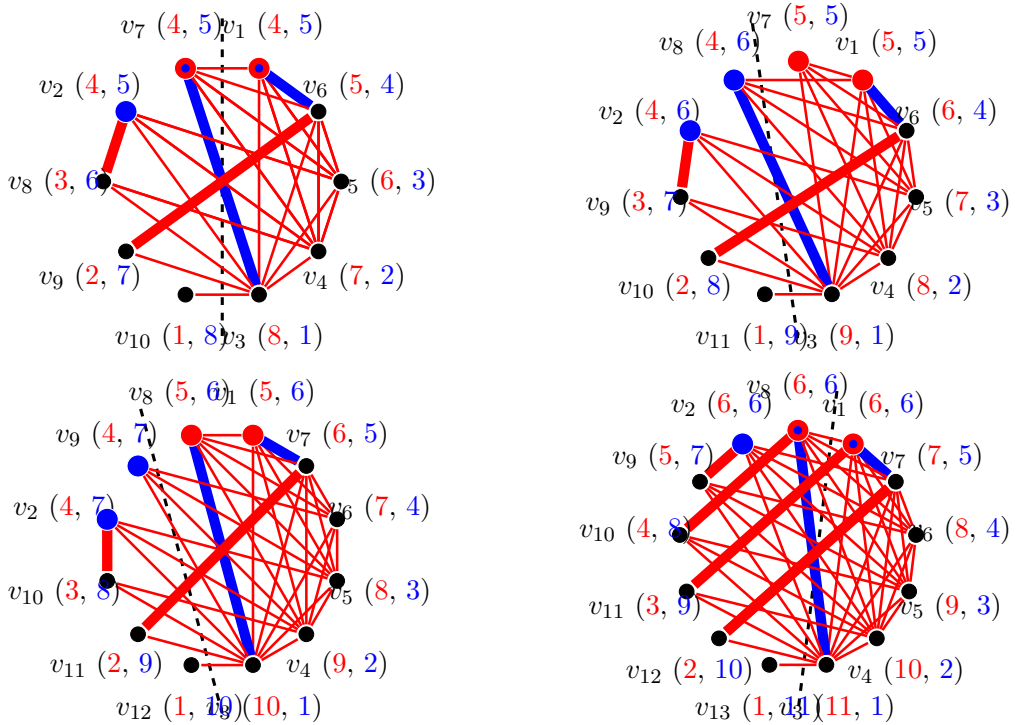 v7 (4, 5)
v1 (4, 5)
v2 (4, 5)
v6 (5, 4)
v8 (3, 6)
5 (6, 3)
v9 (2, 7)
v4 (7, 2)
v10 (1, 8)
v3 (8, 1)
v7 (5, 5)
v8 (4, 6)
v1 (5, 5)
v2 (4, 6)
v6 (6, 4)
v9 (3, 7)
v5 (7, 3)
v10 (2, 8)
v4 (8, 2)
v11 (1, 9)
v3 (9, 1)
v8 (5, 6)
v1 (5, 6)
v9 (4, 7)
v7 (6, 5)
v2 (4, 7)
v6 (7, 4)
v10 (3, 8)
v5 (8, 3)
v11 (2, 9)
v4 (9, 2)
v12 (1, 10)
v3 (10, 1)
v8 (6, 6)
v2 (6, 6)
v1 (6, 6)
v9 (5, 7)
v7 (7, 5)
v10 (4, 8)
v6 (8, 4)
v11 (3, 9)
v5 (9, 3)
v12 (2, 10)
v4 (10, 2)
v13 (1, 11)
v3 (11, 1)